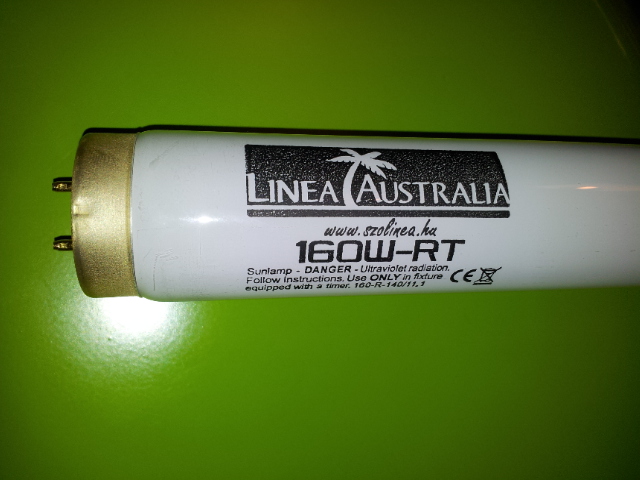 LINEA AUSTRALIA
www.szolinea.hu
160W-RT
Sunlamp - DANGER - Ultraviolet radiation.
Follow Instructions. Use ONLY in fixture
equipped with a timer. 160-R-140/11,1
CE